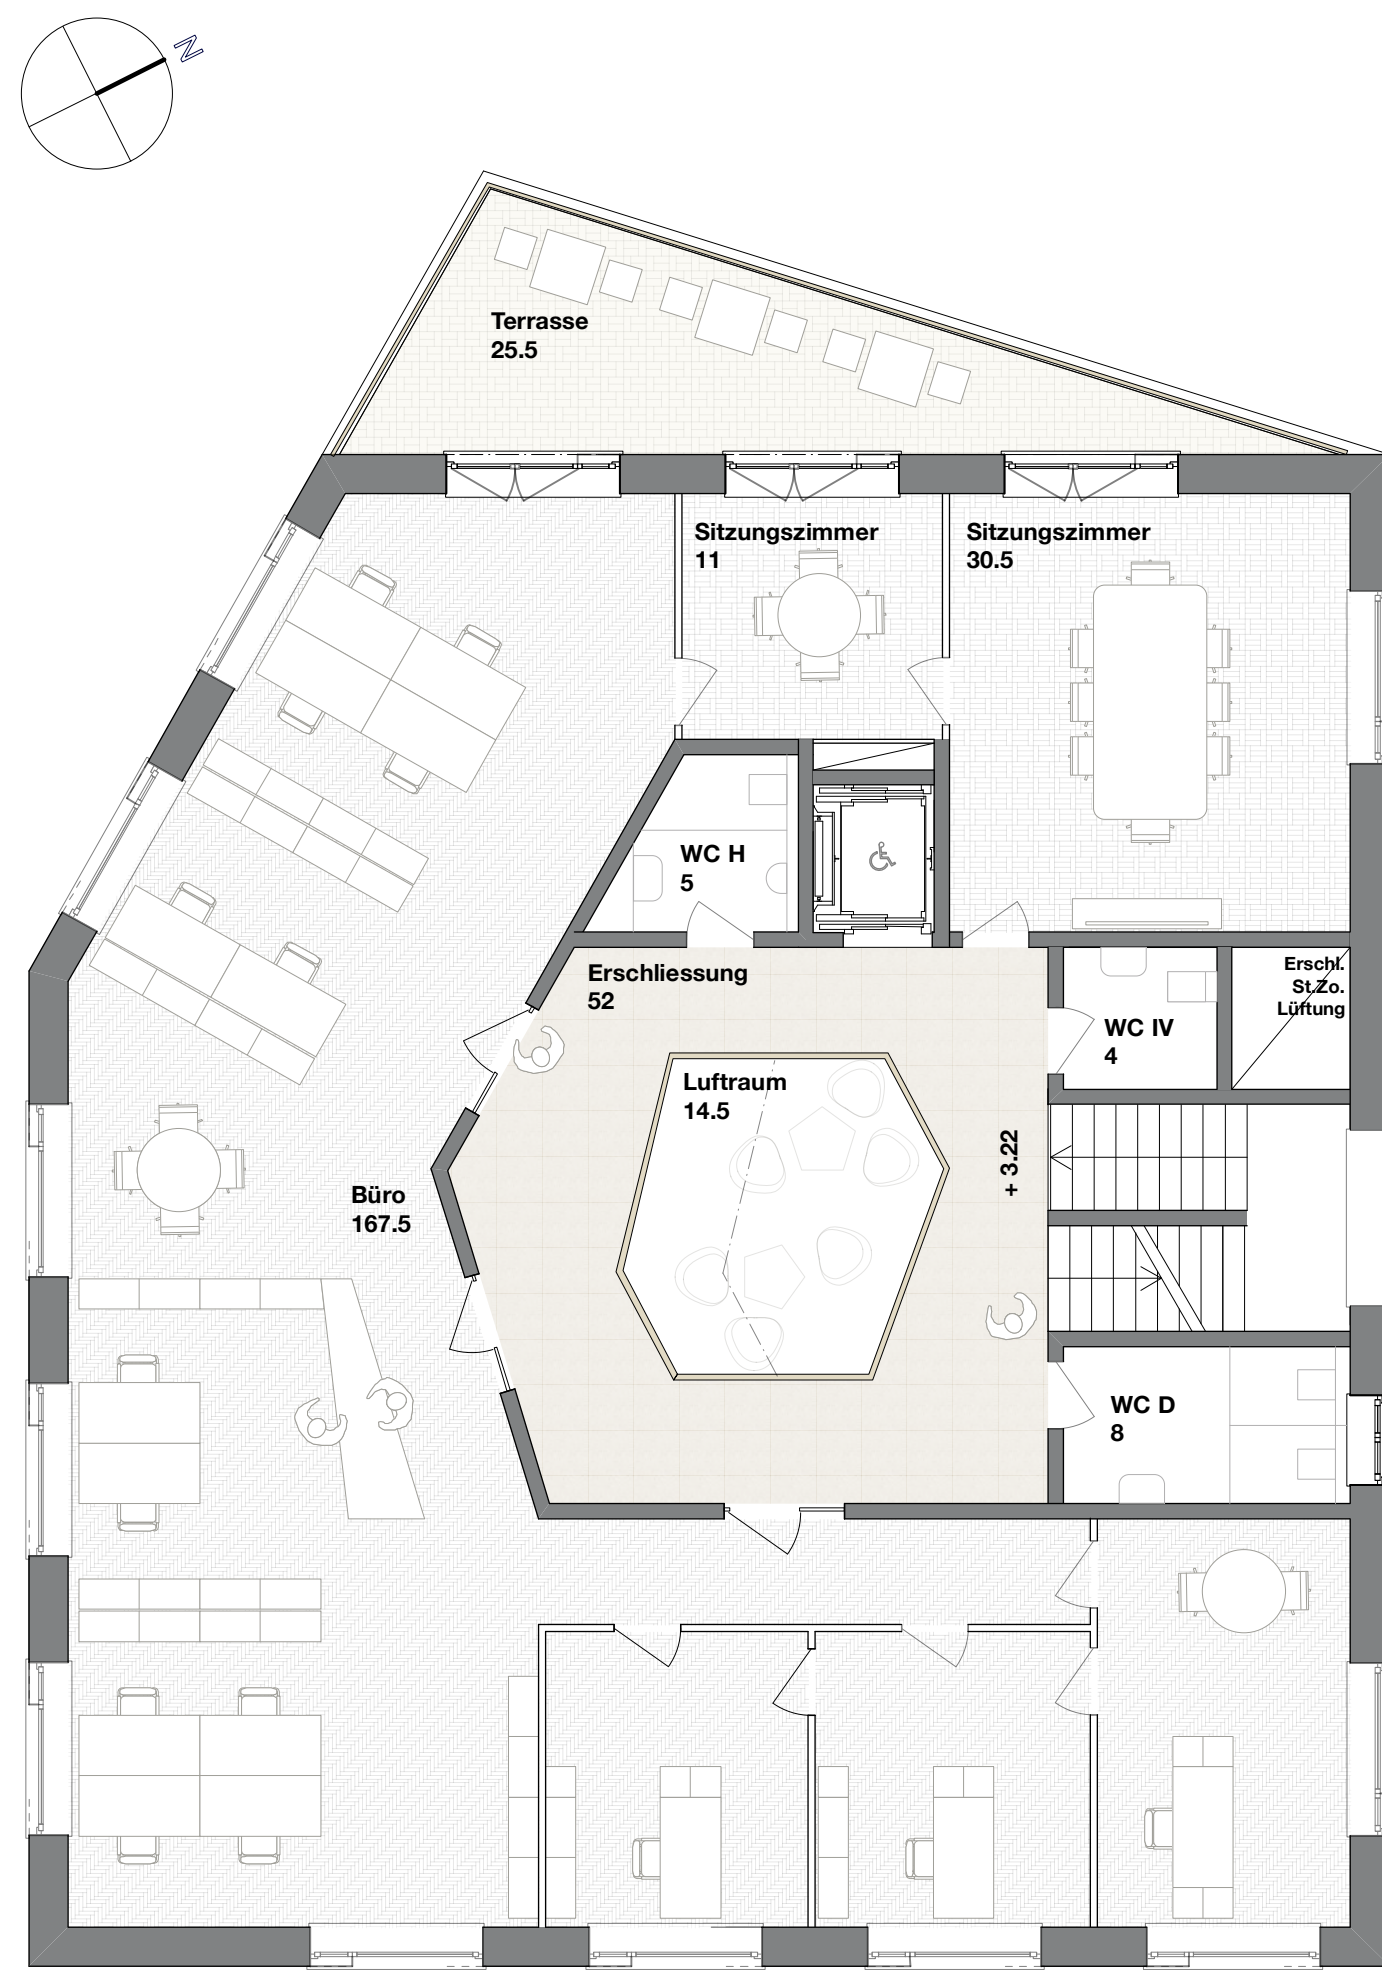 N
Terrasse
25.5
Sitzungszimmer
11
Sitzungszimmer
30.5
WC H
5
Erschliessung
52
Erschl.
St.Zo.
Lüftung
WC IV
4
Luftraum
14.5
+ 3.22
Büro
167.5
WC D
8